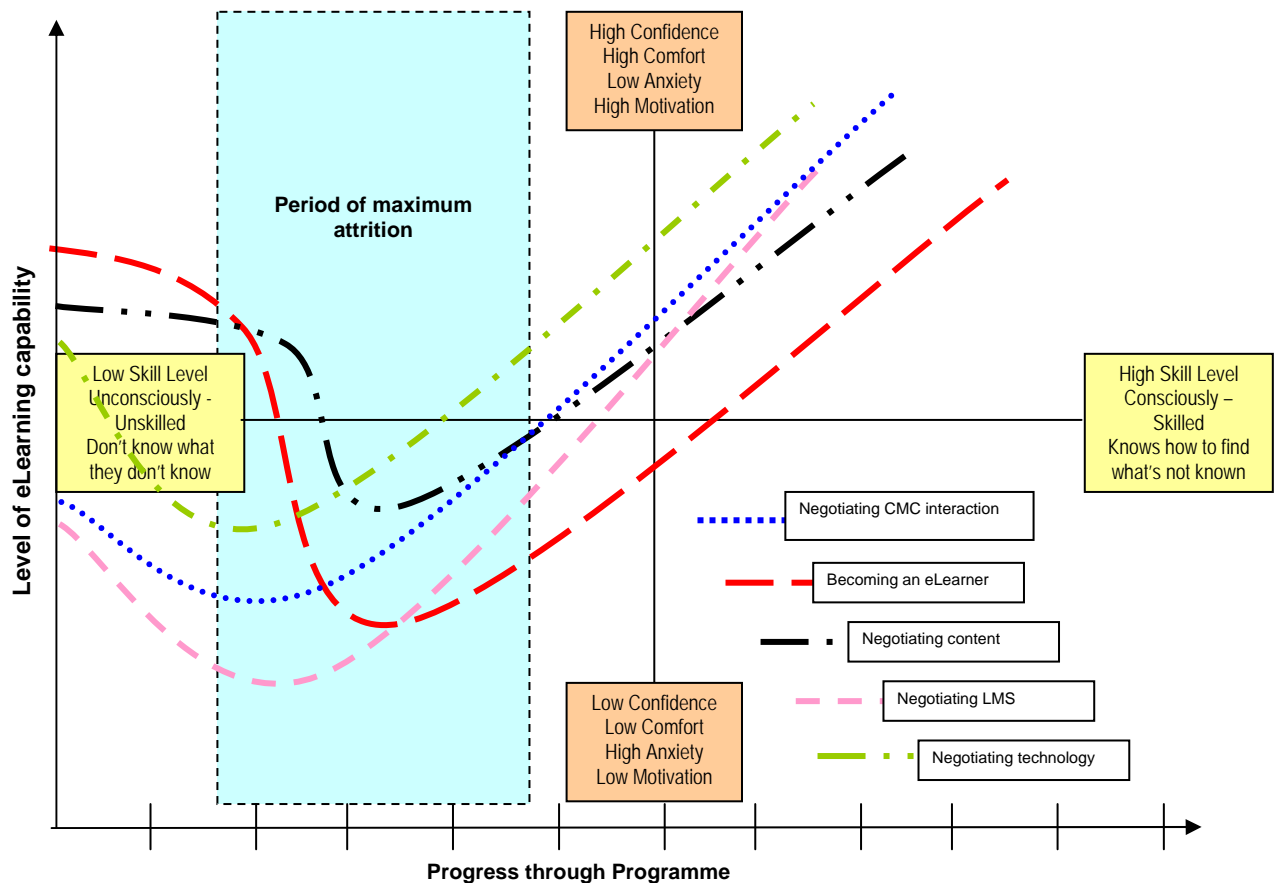 High Confidence
High Comfort
Low Anxiety
High Motivation
Period of maximum
attrition
Level of eLearning capability
Low Skill Level
Unconsciously -
Unskilled
Don't know what
they don't know
High Skill Level
Consciously –
Skilled
Knows how to find
what's not known
Negotiating CMC interaction
Becoming an eLearner
Negotiating content
Negotiating LMS
Negotiating technology
Low Confidence
Low Comfort
High Anxiety
Low Motivation
Progress through Programme